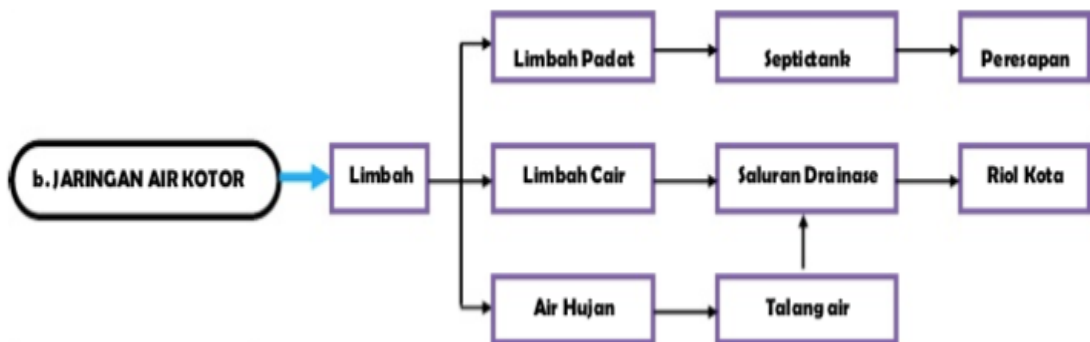 Limbah Padat
Septictank
Peresapan
b. JARINGAN AIR KOTOR
Limbah
Limbah Cair
Saluran Drainase
Riol Kota
Air Hujan
Talang air